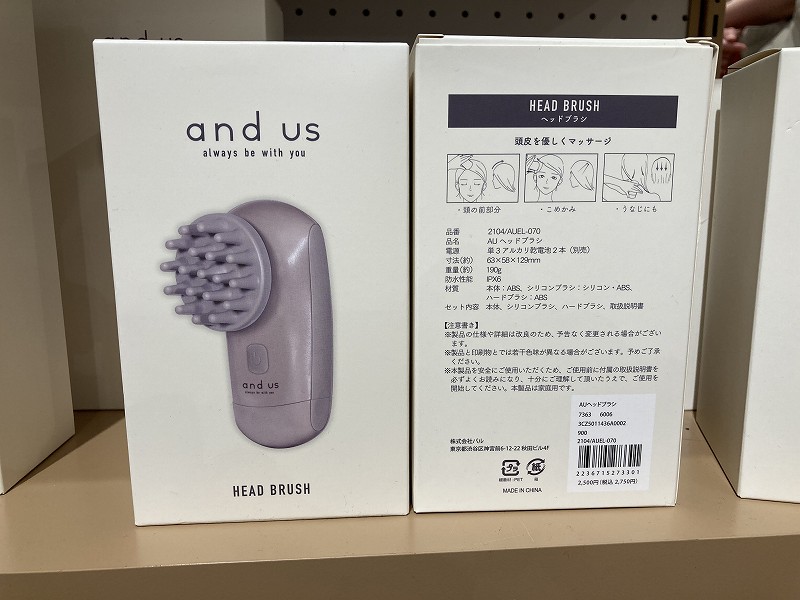 and us
and us
always be with you
and us
always be with you
HEAD BRUSH
HEAD BRUSH
ヘッドブラシ
頭皮を優しくマッサージ
・頭の前部分
・こめかみ
・うなじにも
品番 2104/AUEL-070
品名 AU ヘッドブラシ
電源 単3アルカリ乾電池2本（別売）
寸法(約) 63×58×129mm
重量(約) 190g
防水性能 IPX6
材質 本体：ABS、シリコンブラシ：シリコン・ABS、
ハードブラシ：ABS
セット内容 本体、シリコンブラシ、ハードブラシ、取扱説明書
【注意書き】
※製品の仕様や詳細は改良のため、予告なく変更される場合がござい
ます。
※製品と印刷物とでは若干色味が異なる場合がございます。予めご了承
ください。
※本製品を安全にご使用いただくため、ご使用前に付属の取扱説明書を
必ずよくお読みになり、十分にご理解して頂いたうえで、ご使用を
開始してください。本製品は家庭用です。
株式会社パル
東京都渋谷区神宮前6-12-22 秋田ビル4F
プラ
紙
緩衝材：PET
箱
MADE IN CHINA
AUヘッドブラシ
7363 6006
3CZ5011436A0002
900
2104/AUEL-070
2236715273301
2,500円(税込 2,750円)